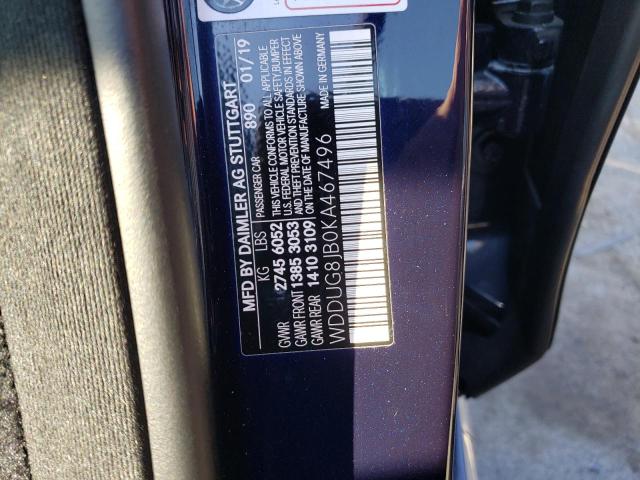 MFD BY DAIMLER AG STUTTGART
890 01/19
PASSENGER CAR
KG LBS
GVWR 2745 6052
GAWR FRONT 1385 3053
GAWR REAR 1410 3109
THIS VEHICLE CONFORMS TO ALL APPLICABLE
U.S. FEDERAL MOTOR VEHICLE SAFETY, BUMPER
AND THEFT PREVENTION STANDARDS IN EFFECT
ON THE DATE OF MANUFACTURE SHOWN ABOVE
MADE IN GERMANY
WDDUG8JB0KA467496